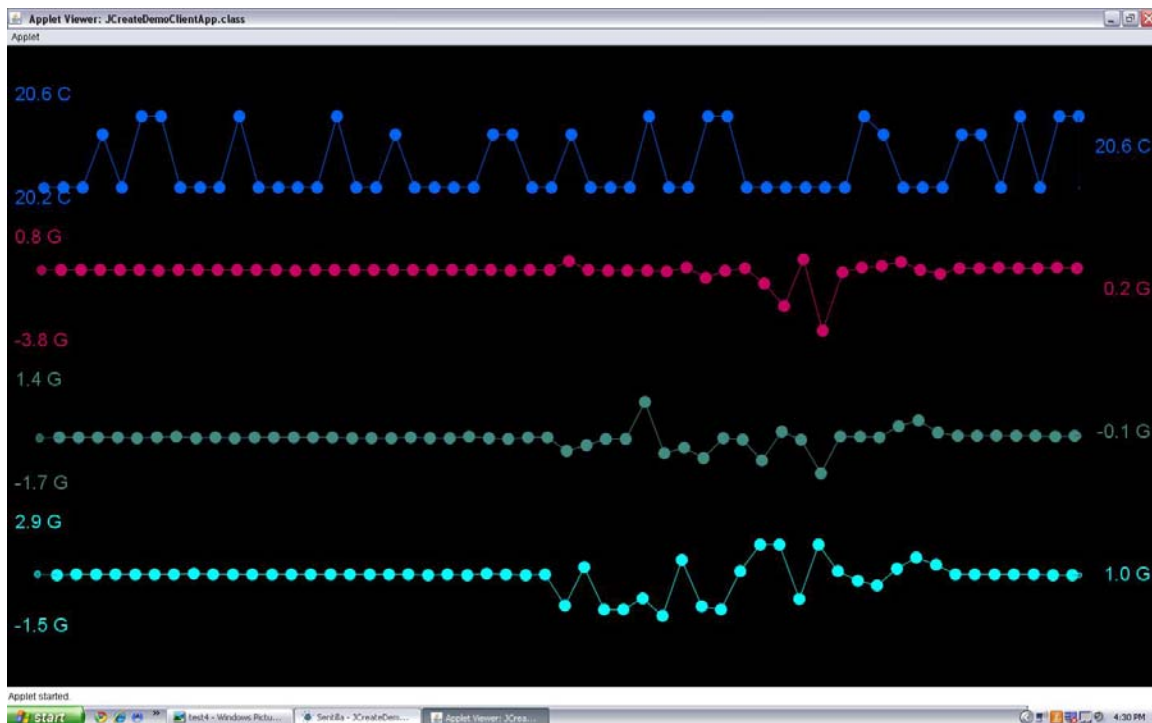 Applet Viewer: JCreateDemoClientApp.class
Applet
20.6 C
20.6 C
20.2 C
0.8 G
0.2 G
-3.8 G
1.4 G
-0.1 G
-1.7 G
2.9 G
1.0 G
-1.5 G
Applet started.
start
test4 - Windows Pictu...
Sentilla - JCreateDem...
Applet Viewer: JCrea...
4:30 PM